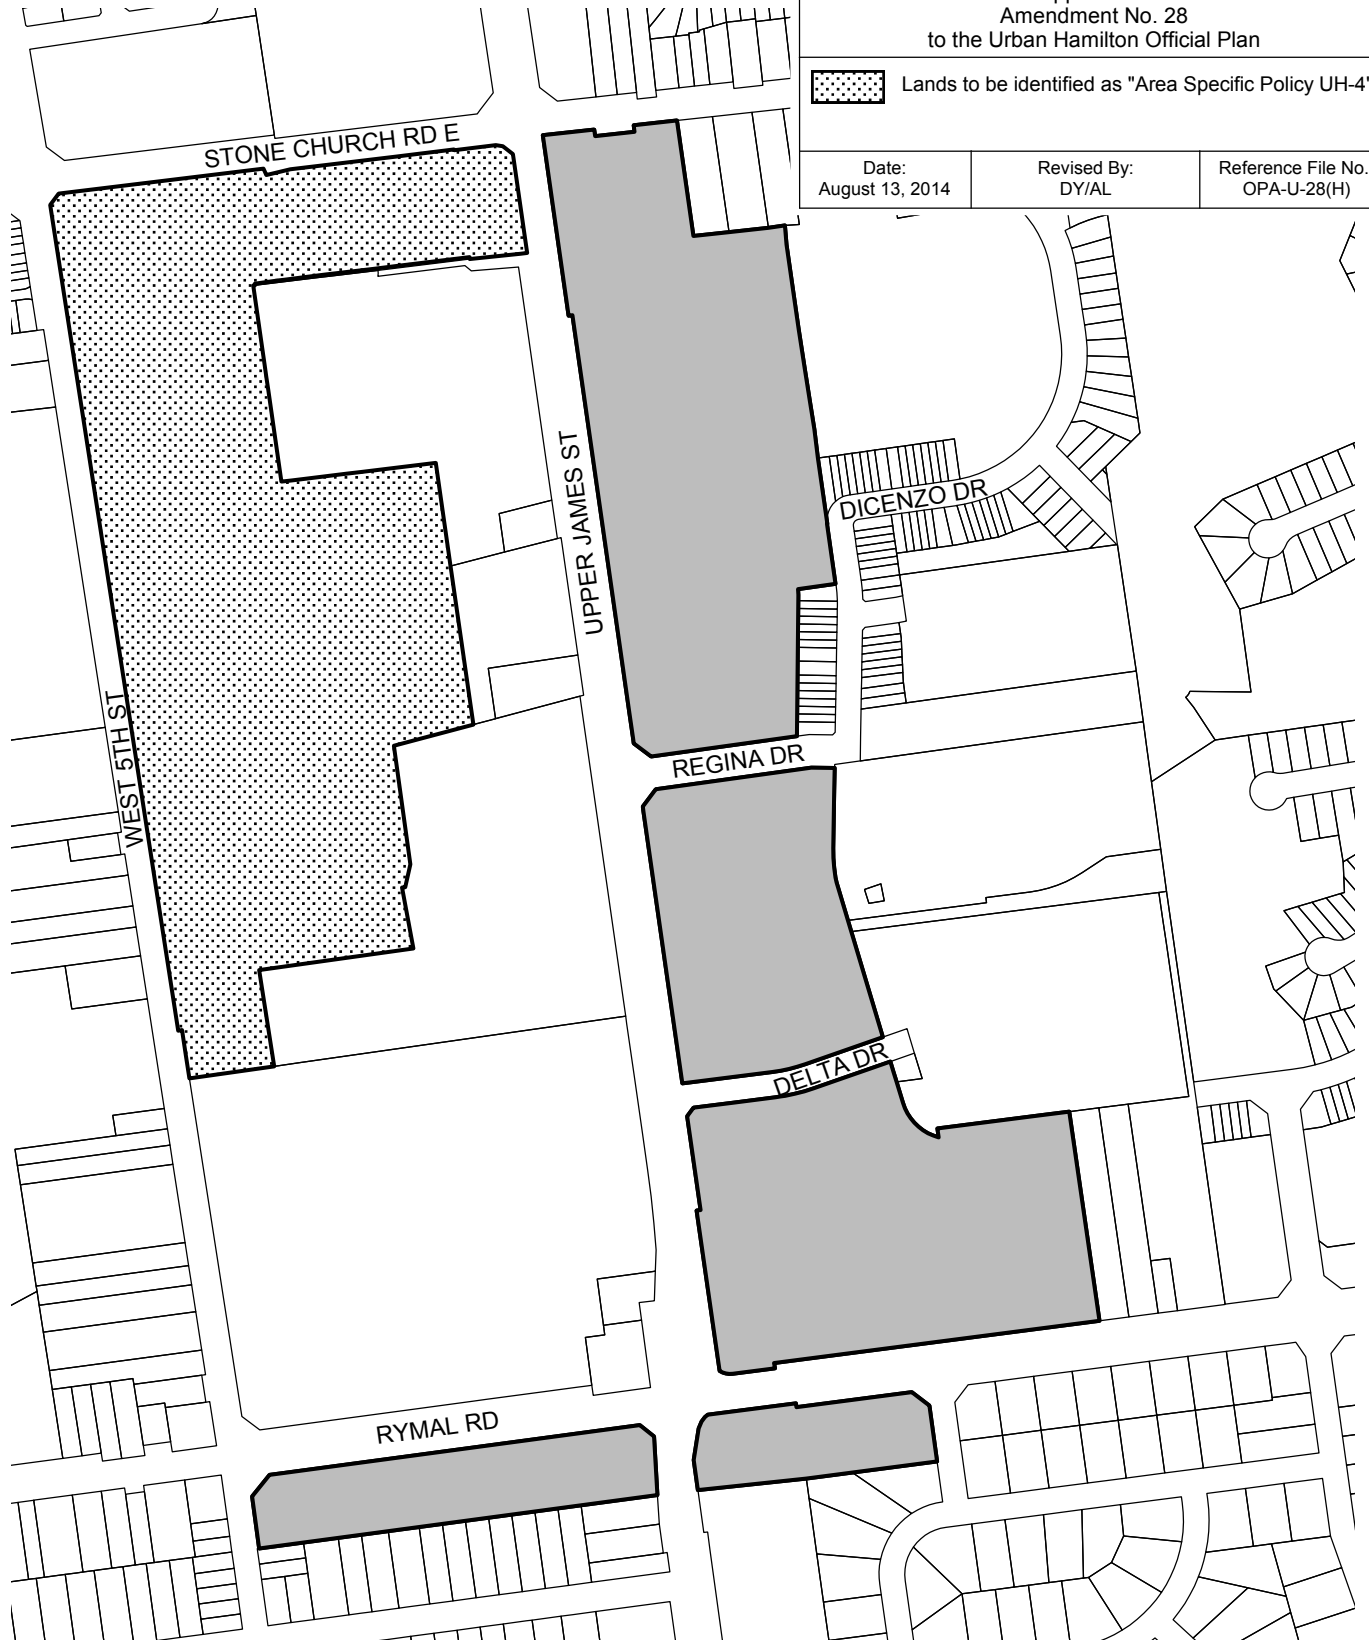 Amendment No. 28
to the Urban Hamilton Official Plan
Lands to be identified as "Area Specific Policy UH-4"
Date:
August 13, 2014
Revised By:
DY/AL
Reference File No.
OPA-U-28(H)
STONE CHURCH RD E
UPPER JAMES ST
DICENZO DR
WEST 5TH ST
REGINA DR
DELTA DR
RYMAL RD